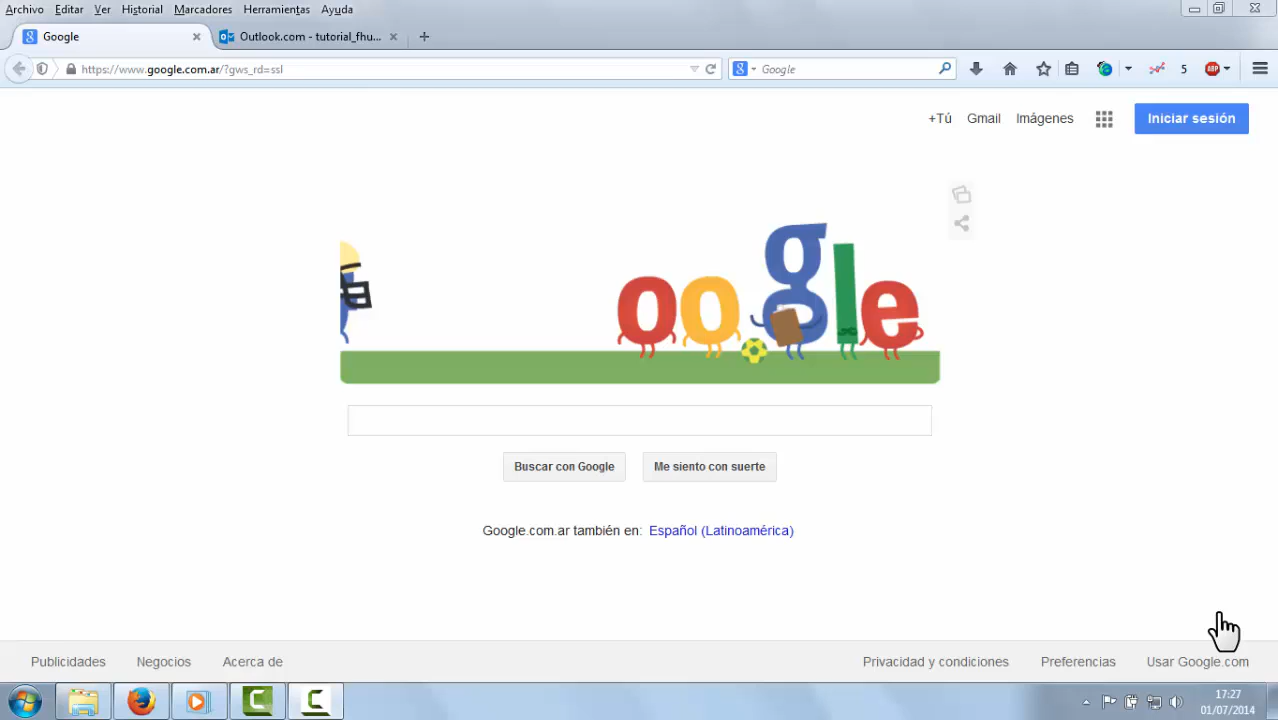 Archivo Editar Ver Historial Marcadores Herramientas Ayuda
Google Outlook.com - tutorial_fhu...
https://www.google.com.ar/?gws_rd=ssl
Google
5
ABP
+Tú Gmail Imágenes Iniciar sesión
oogle
Buscar con Google Me siento con suerte
Google.com.ar también en: Español (Latinoamérica)
Publicidades Negocios Acerca de Privacidad y condiciones Preferencias Usar Google.com
17:27
01/07/2014